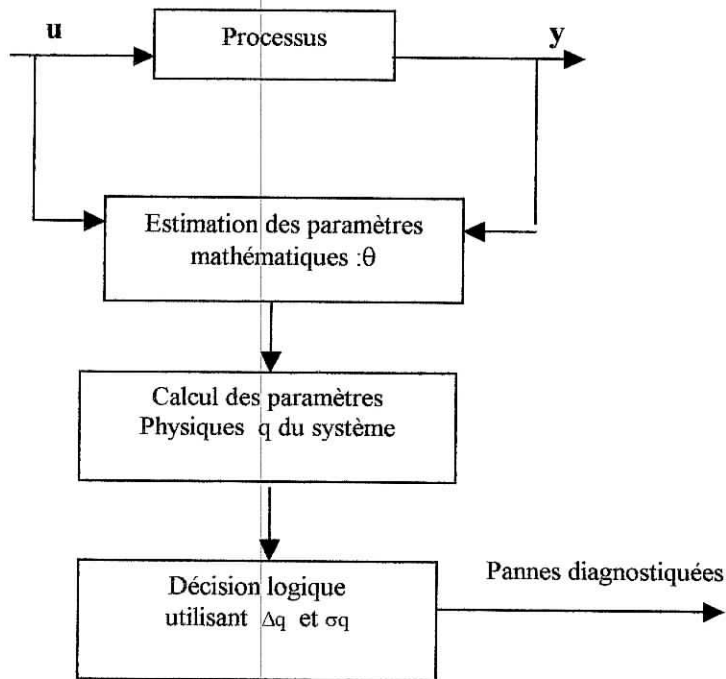 u
Processus
y
Estimation des paramètres
mathématiques :θ
Calcul des paramètres
Physiques q du système
Décision logique
utilisant Δq et σq
Pannes diagnostiquées